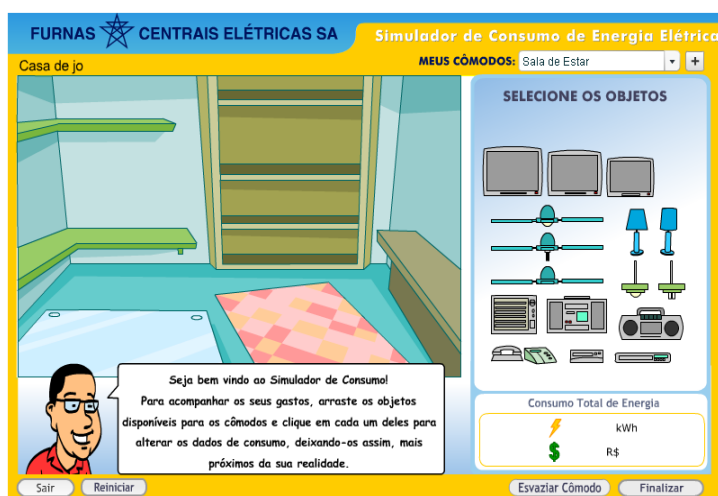 FURNAS CENTRAIS ELÉTRICAS SA
Simulador de Consumo de Energia Elétrica
Casa de jo
MEUS CÔMODOS: Sala de Estar
+
SELECIONE OS OBJETOS
Seja bem vindo ao Simulador de Consumo!
Para acompanhar os seus gastos, arraste os objetos
disponíveis para os cômodos e clique em cada um deles para
alterar os dados de consumo, deixando-os assim, mais
próximos da sua realidade.
Consumo Total de Energia
kWh
$ R$
Sair Reiniciar Esvaziar Cômodo Finalizar